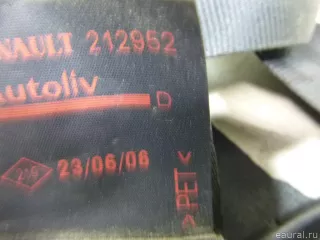 NAULT 212952
autoliv
D
23/06/06
>PET<
eaural.ru